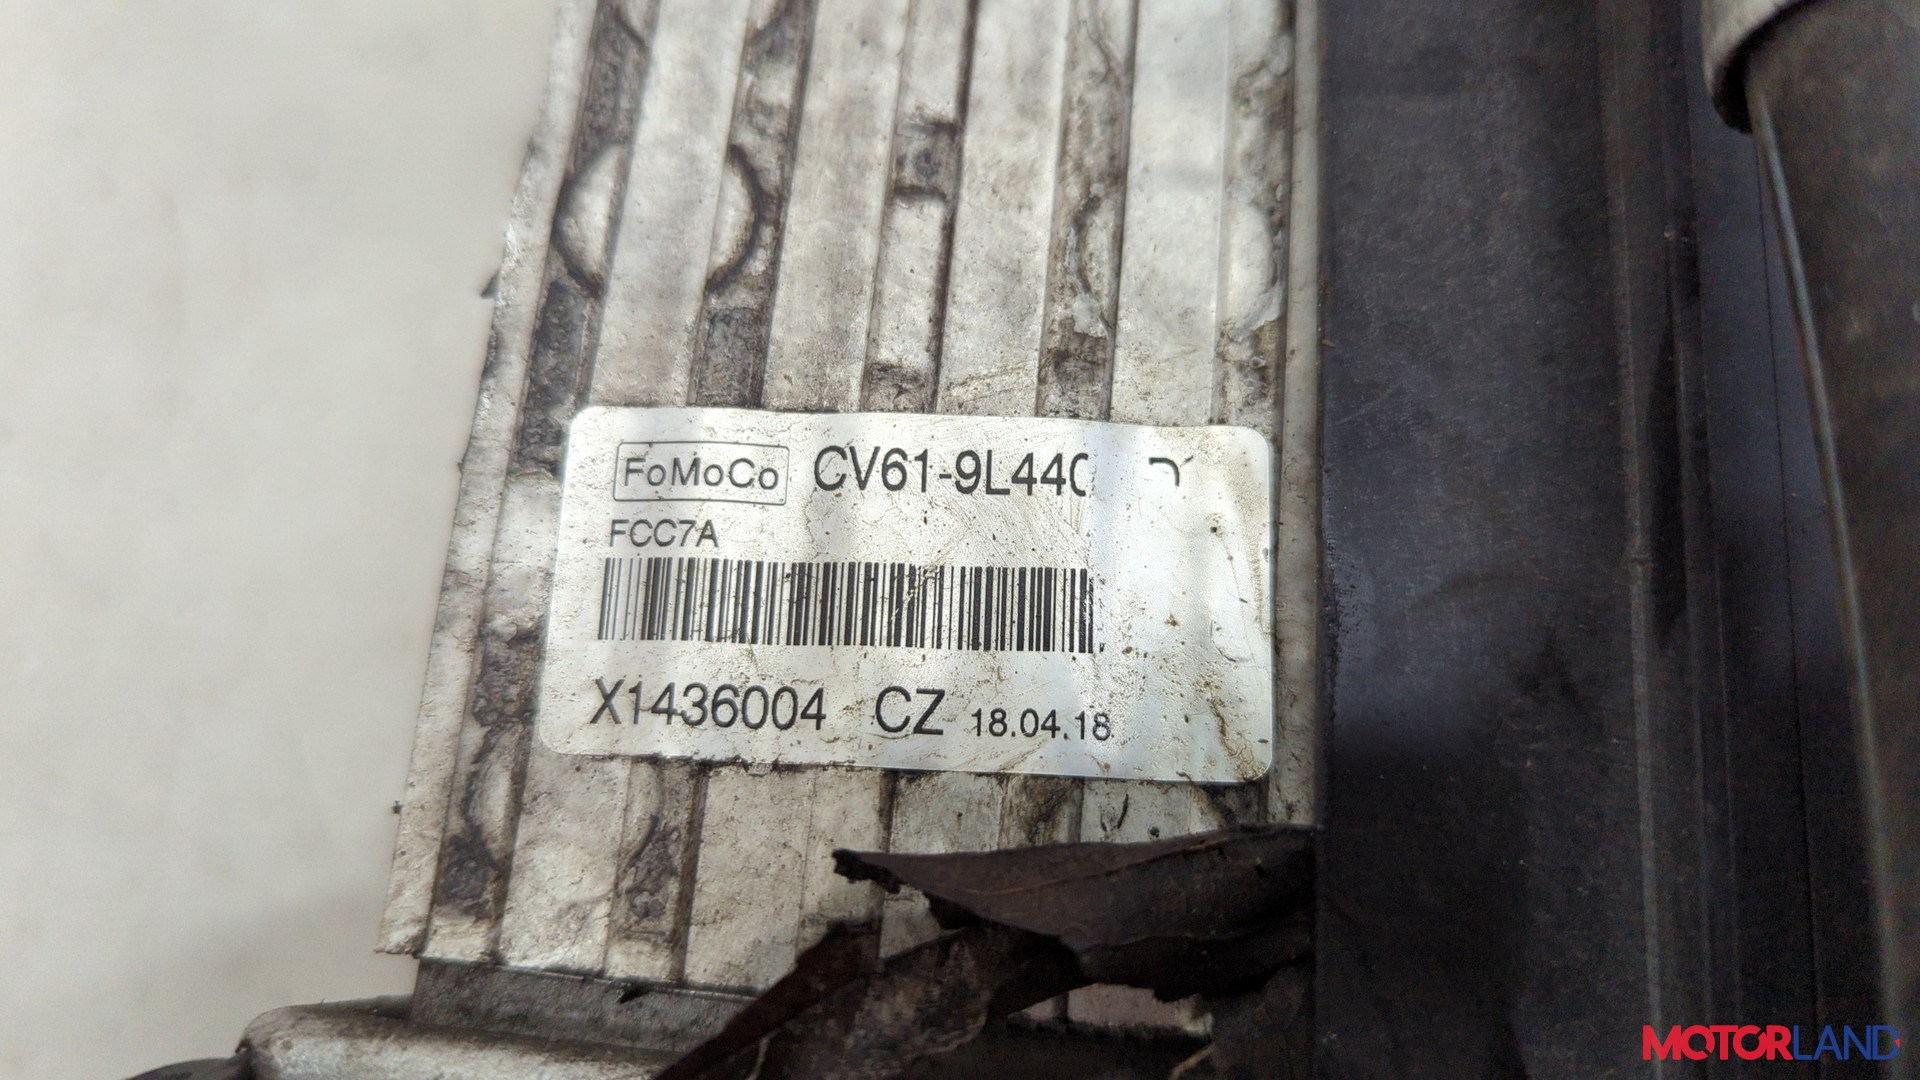 FoMoCo CV61-9L440
FCC7A
X1436004 CZ 18.04.18
MOTORLAND